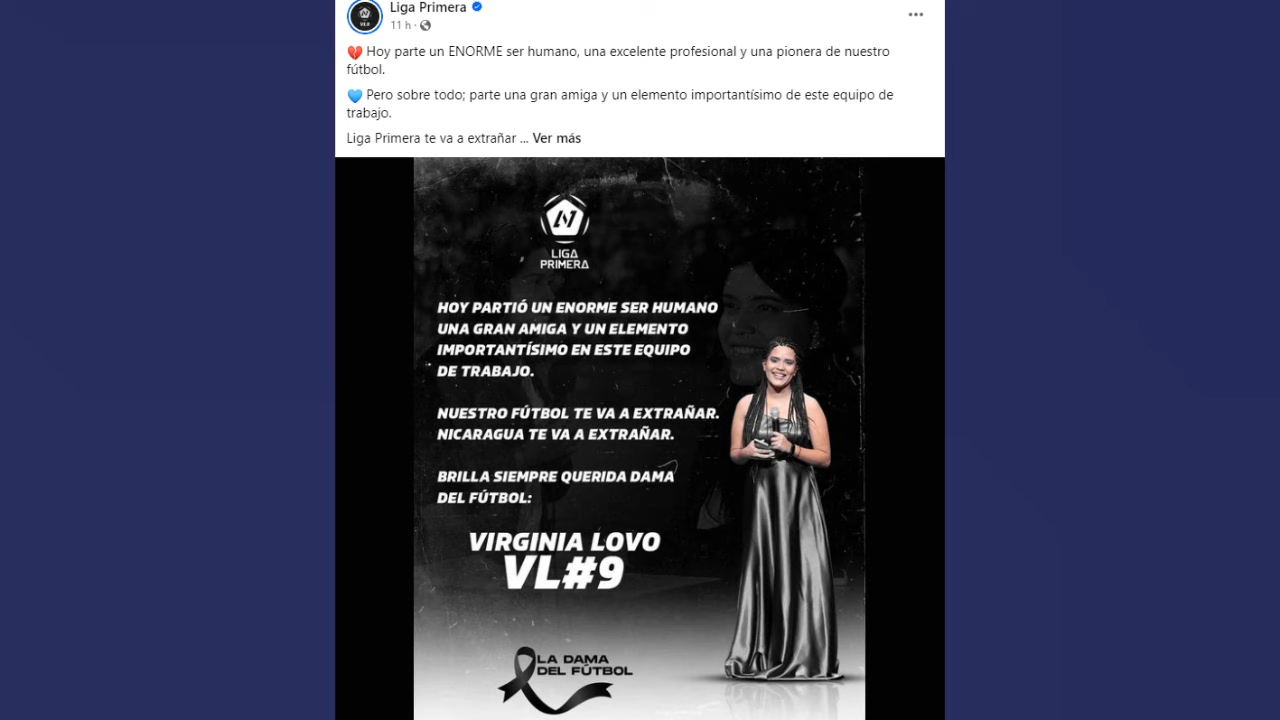 Liga Primera
11 h ·
💔 Hoy parte un ENORME ser humano, una excelente profesional y una pionera de nuestro
fútbol.
💙 Pero sobre todo; parte una gran amiga y un elemento importantísimo de este equipo de
trabajo.
Liga Primera te va a extrañar ... Ver más
LIGA
PRIMERA
HOY PARTIÓ UN ENORME SER HUMANO
UNA GRAN AMIGA Y UN ELEMENTO
IMPORTANTÍSIMO EN ESTE EQUIPO
DE TRABAJO.
NUESTRO FÚTBOL TE VA A EXTRAÑAR.
NICARAGUA TE VA A EXTRAÑAR.
BRILLA SIEMPRE QUERIDA DAMA
DEL FÚTBOL:
VIRGINIA LOVO
VL#9
LA DAMA
DEL FÚTBOL